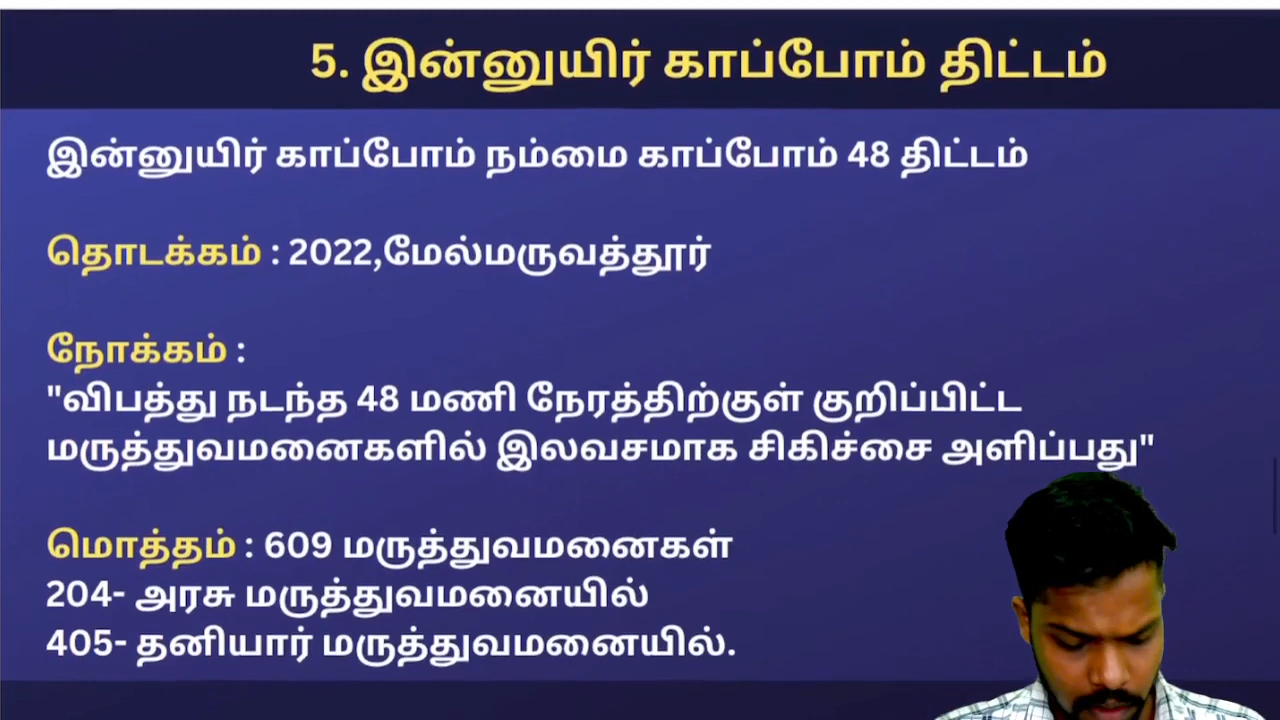 5. இன்னுயிர் காப்போம் திட்டம்
இன்னுயிர் காப்போம் நம்மை காப்போம் 48 திட்டம்
தொடக்கம் : 2022,மேல்மருவத்தூர்
நோக்கம் :
"விபத்து நடந்த 48 மணி நேரத்திற்குள் குறிப்பிட்ட
மருத்துவமனைகளில் இலவசமாக சிகிச்சை அளிப்பது"
மொத்தம் : 609 மருத்துவமனைகள்
204- அரசு மருத்துவமனையில்
405- தனியார் மருத்துவமனையில்.